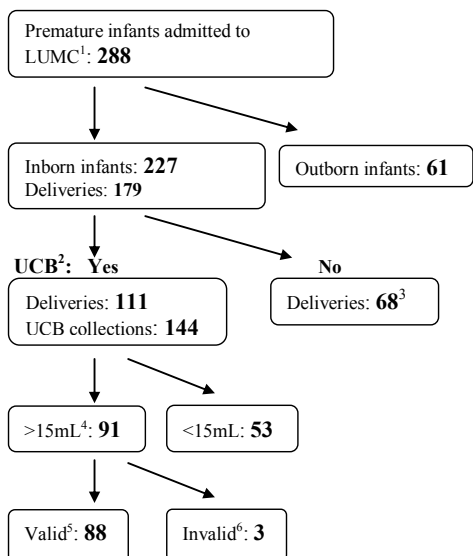 Premature infants admitted to
LUMC¹: 288
Inborn infants: 227
Deliveries: 179
Outborn infants: 61
UCB²: Yes
No
Deliveries: 111
UCB collections: 144
Deliveries: 68³
>15mL⁴: 91
<15mL: 53
Valid⁵: 88
Invalid⁶: 3